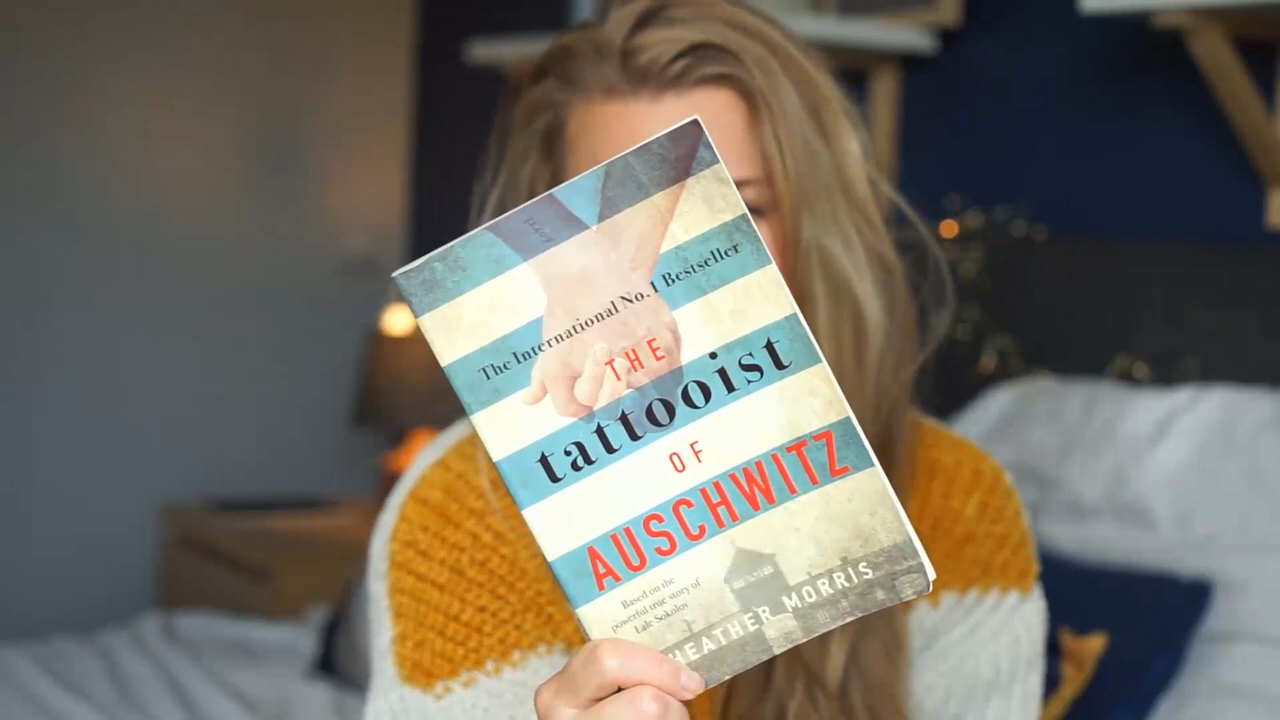 The International No. 1 Bestseller
THE
tattooist
OF
AUSCHWITZ
Based on the
powerful true story of
Lale Sokolov
HEATHER MORRIS